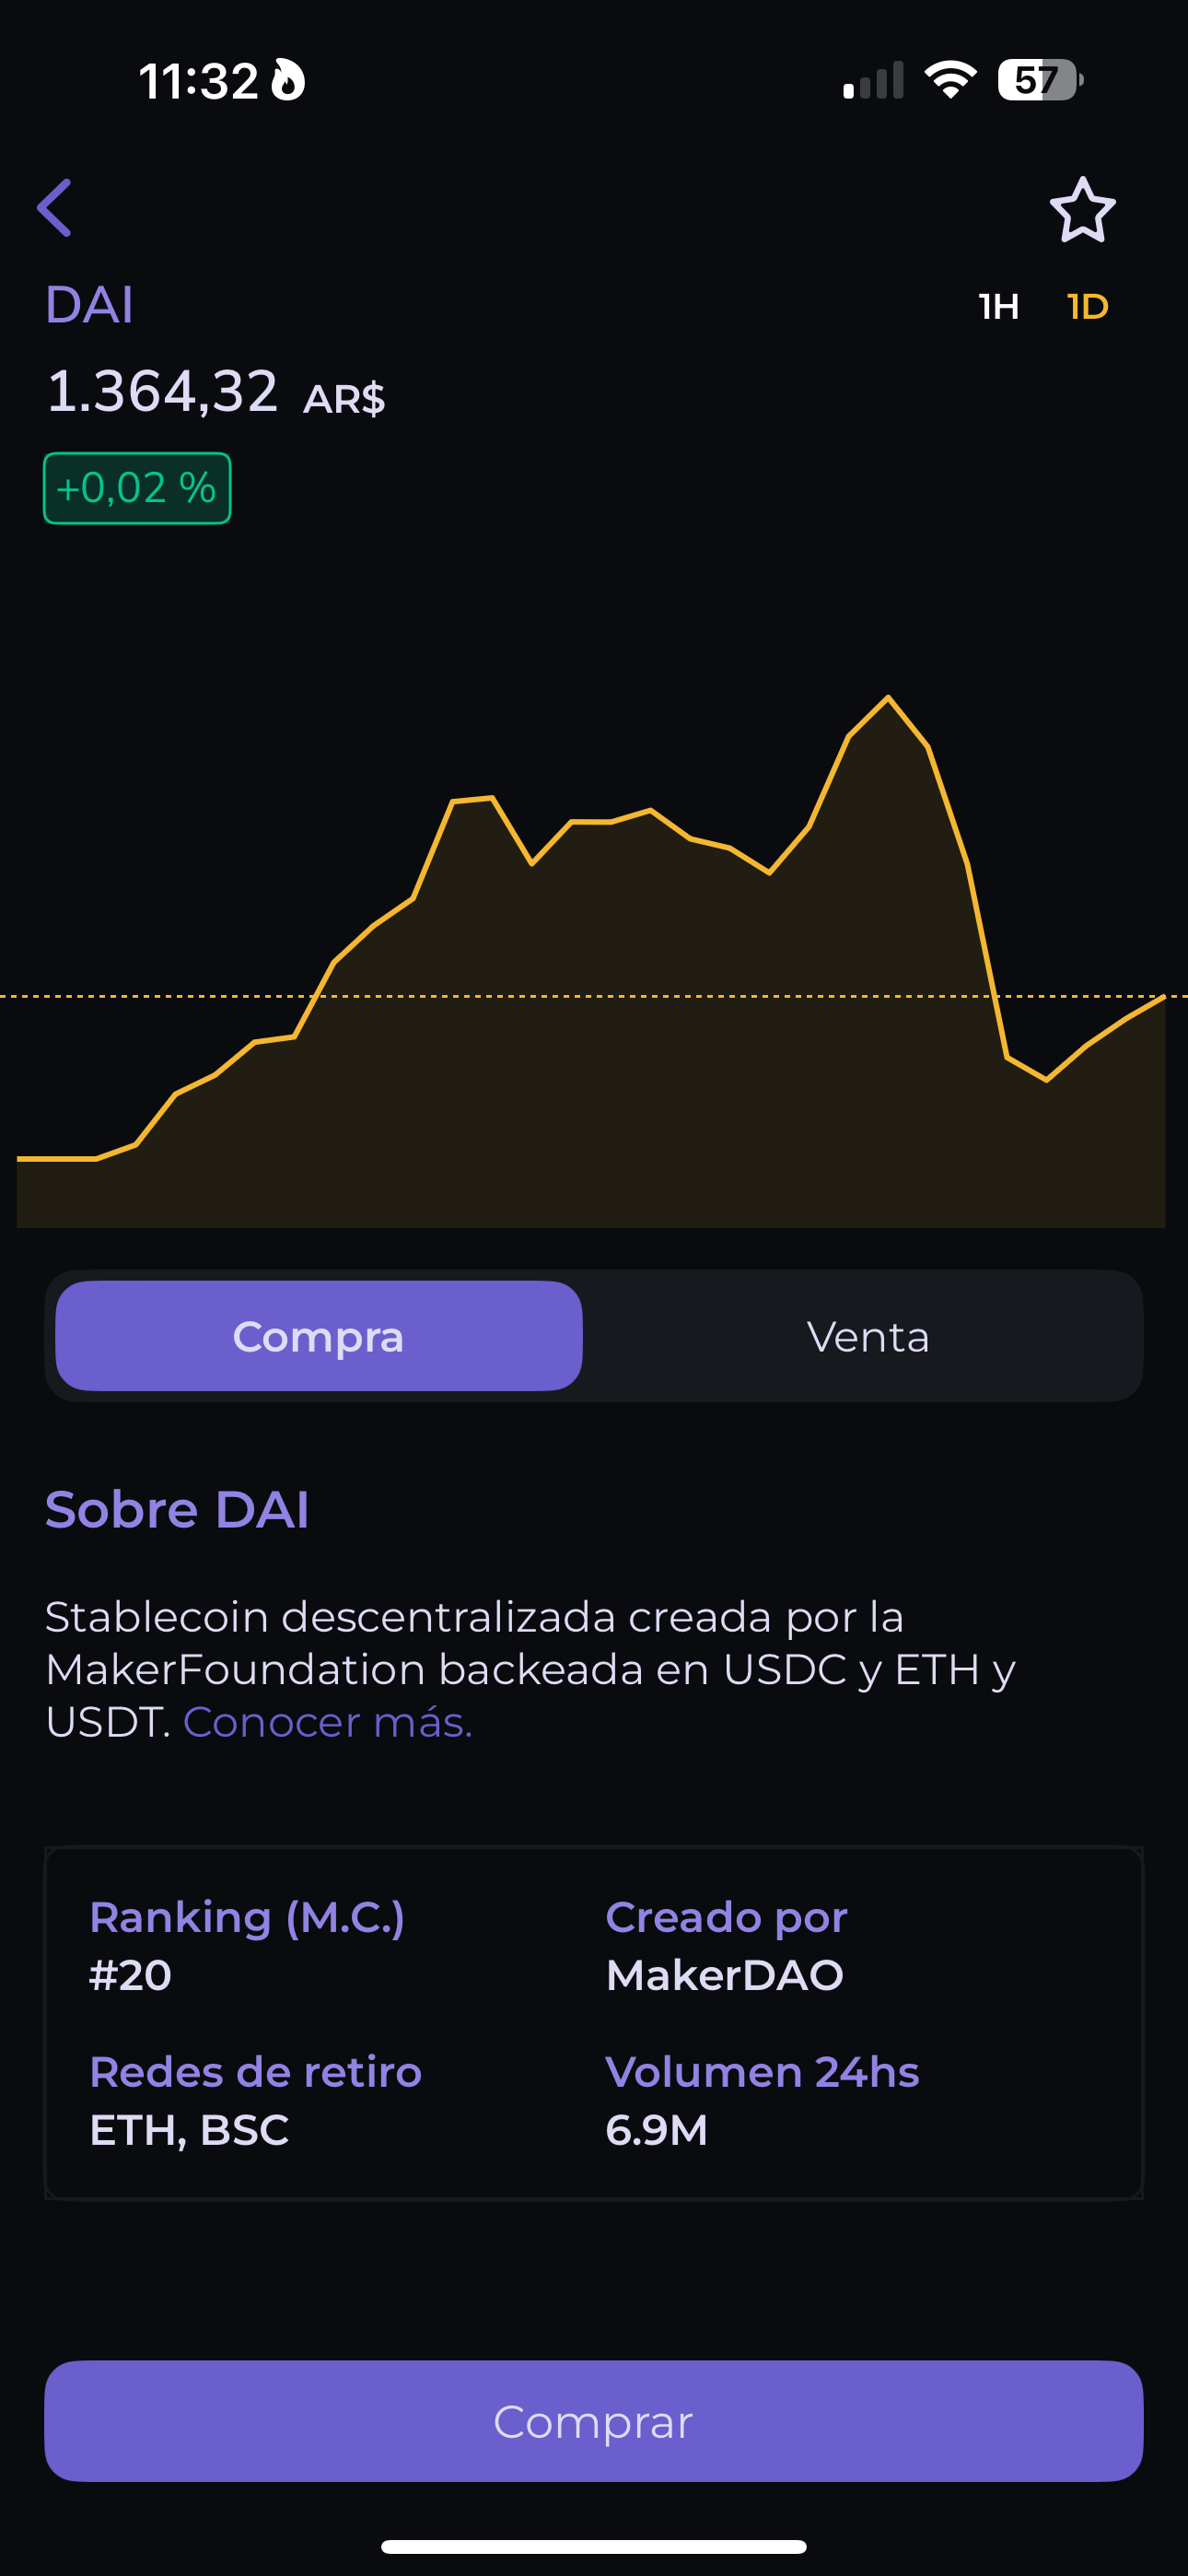 11:32
57
DAI
1H 1D
1.364,32 AR$
+0,02 %
Compra
Venta
Sobre DAI
Stablecoin descentralizada creada por la
MakerFoundation backeada en USDC y ETH y
USDT. Conocer más.
Ranking (M.C.)
#20
Creado por
MakerDAO
Redes de retiro
ETH, BSC
Volumen 24hs
6.9M
Comprar